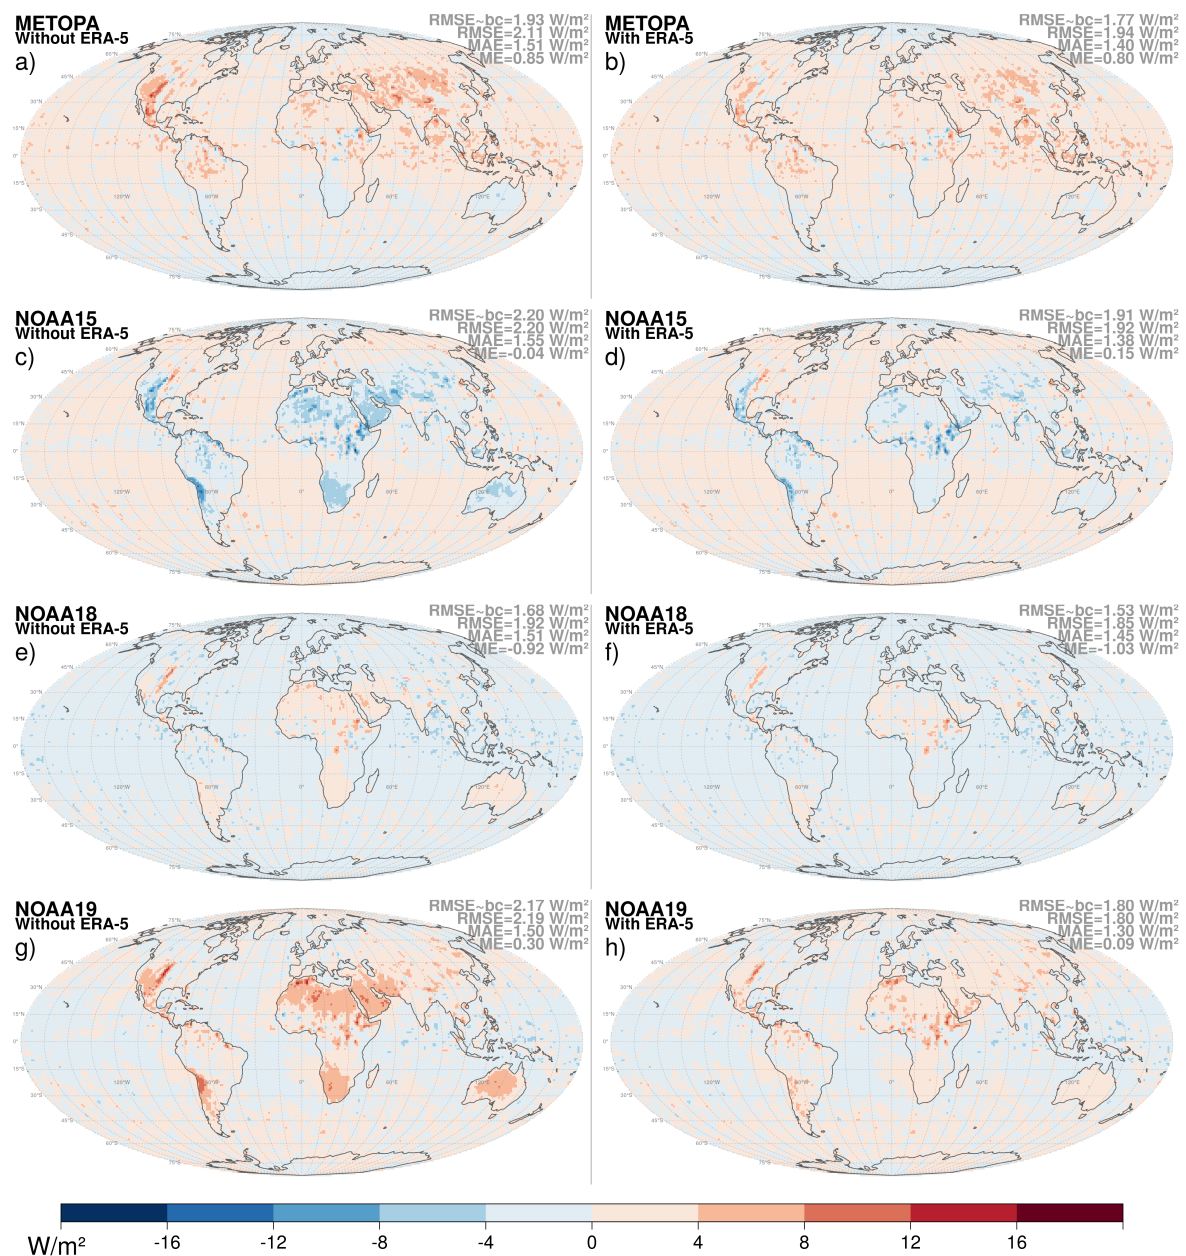 METOPA
Without ERA-5
a)
RMSE~bc=1.93 W/m²
RMSE=2.11 W/m²
MAE=1.51 W/m²
ME=0.85 W/m²
METOPA
With ERA-5
b)
RMSE~bc=1.77 W/m²
RMSE=1.94 W/m²
MAE=1.40 W/m²
ME=0.80 W/m²
NOAA15
Without ERA-5
c)
RMSE~bc=2.20 W/m²
RMSE=2.20 W/m²
MAE=1.55 W/m²
ME=-0.04 W/m²
NOAA15
With ERA-5
d)
RMSE~bc=1.91 W/m²
RMSE=1.92 W/m²
MAE=1.38 W/m²
ME=0.15 W/m²
NOAA18
Without ERA-5
e)
RMSE~bc=1.68 W/m²
RMSE=1.92 W/m²
MAE=1.51 W/m²
ME=-0.92 W/m²
NOAA18
With ERA-5
f)
RMSE~bc=1.53 W/m²
RMSE=1.85 W/m²
MAE=1.45 W/m²
ME=-1.03 W/m²
NOAA19
Without ERA-5
g)
RMSE~bc=2.17 W/m²
RMSE=2.19 W/m²
MAE=1.50 W/m²
ME=0.30 W/m²
NOAA19
With ERA-5
h)
RMSE~bc=1.80 W/m²
RMSE=1.80 W/m²
MAE=1.30 W/m²
ME=0.09 W/m²
W/m² -16 -12 -8 -4 0 4 8 12 16